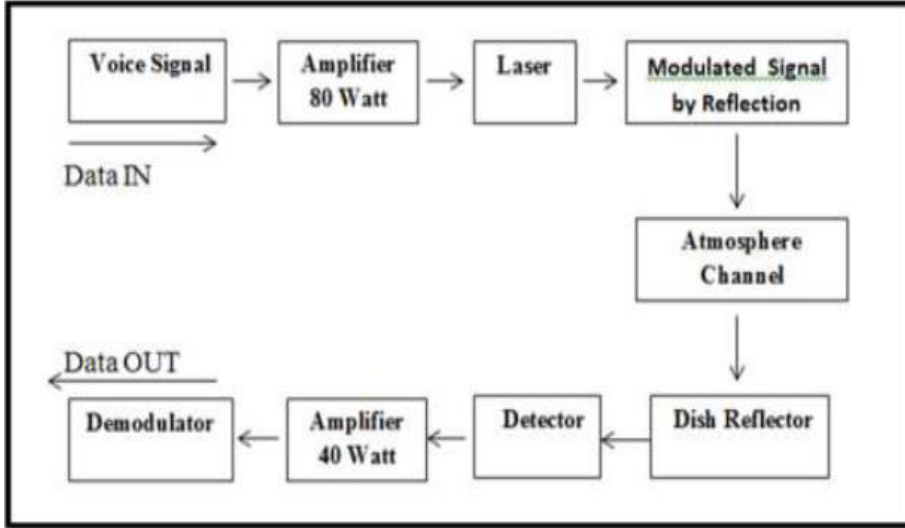 Voice Signal
Amplifier
80 Watt
Laser
Modulated Signal
by Reflection
Data IN
Atmosphere
Channel
Data OUT
Demodulator
Amplifier
40 Watt
Detector
Dish Reflector